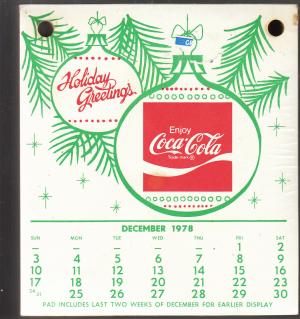 Holiday
Greetings
Enjoy
Coca-Cola
Trade-mark ®
DECEMBER 1978
SUN MON TUE WED THU FRI SAT
— — — — — 1 2
3 4 5 6 7 8 9
10 11 12 13 14 15 16
17 18 19 20 21 22 23
24/31 25 26 27 28 29 30
PAD INCLUDES LAST TWO WEEKS OF DECEMBER FOR EARLIER DISPLAY